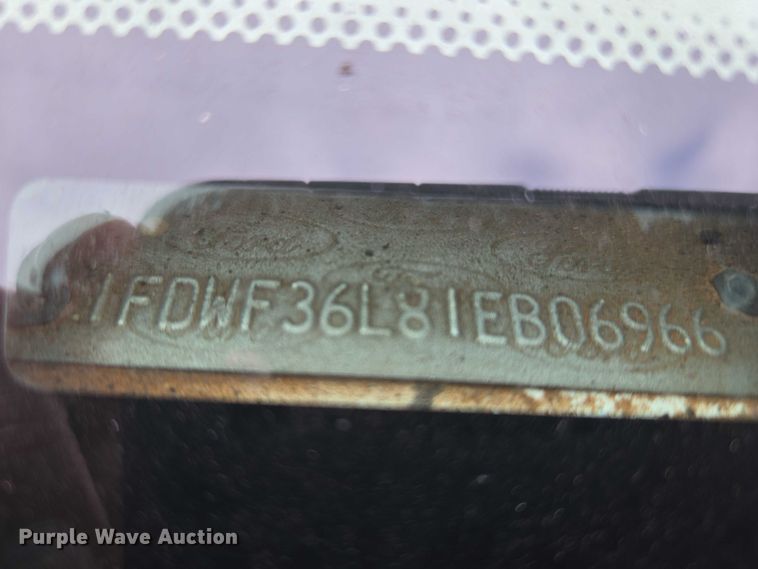 1FDWF36L81EB06966
Purple Wave Auction